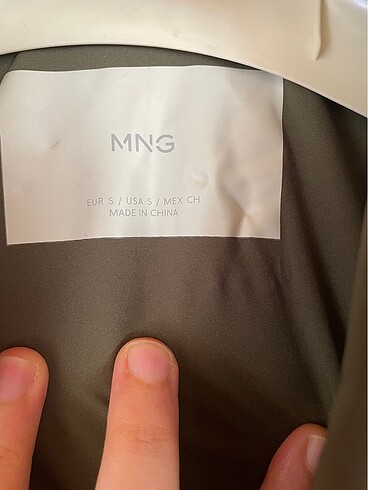 MNG
EUR S / USA S / MEX CH
MADE IN CHINA